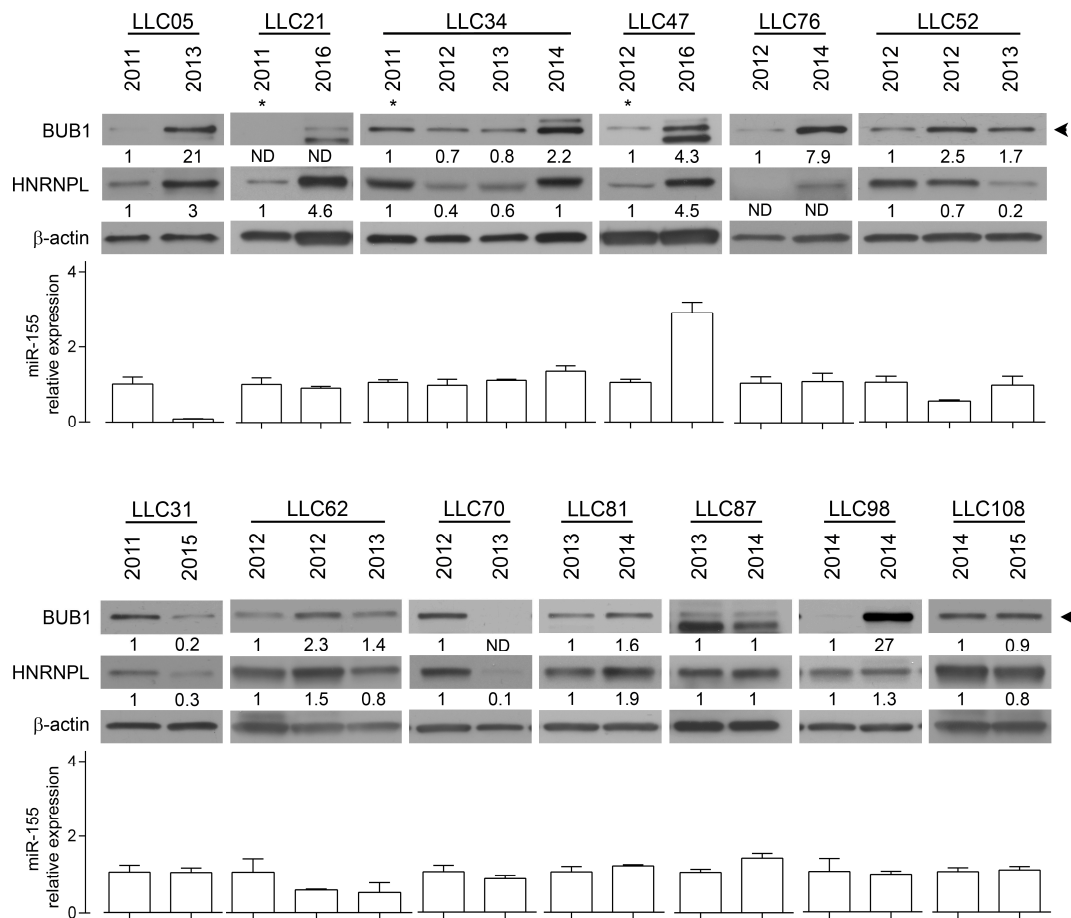 LLC05 LLC21 LLC34 LLC47 LLC76 LLC52
2011 2013 2011 2016 2011 2012 2013 2014 2012 2016 2012 2014 2012 2012 2013
* * *
BUB1
1 21 ND ND 1 0.7 0.8 2.2 1 4.3 1 7.9 1 2.5 1.7
HNRNPL
1 3 1 4.6 1 0.4 0.6 1 1 4.5 ND ND 1 0.7 0.2
β-actin
miR-155
relative expression
4
2
0
LLC31 LLC62 LLC70 LLC81 LLC87 LLC98 LLC108
2011 2015 2012 2012 2013 2012 2013 2013 2014 2013 2014 2014 2014 2014 2015
BUB1
1 0.2 1 2.3 1.4 1 ND 1 1.6 1 1 1 27 1 0.9
HNRNPL
1 0.3 1 1.5 0.8 1 0.1 1 1.9 1 1 1 1.3 1 0.8
β-actin
miR-155
relative expression
4
2
0